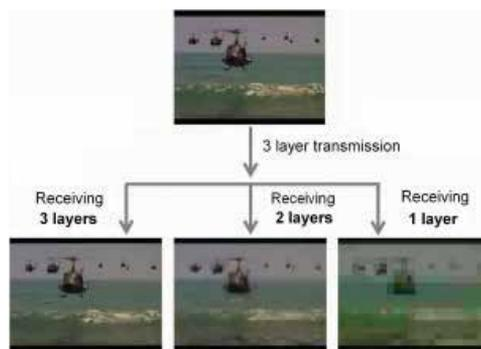 3 layer transmission
Receiving
3 layers
Receiving
2 layers
Receiving
1 layer